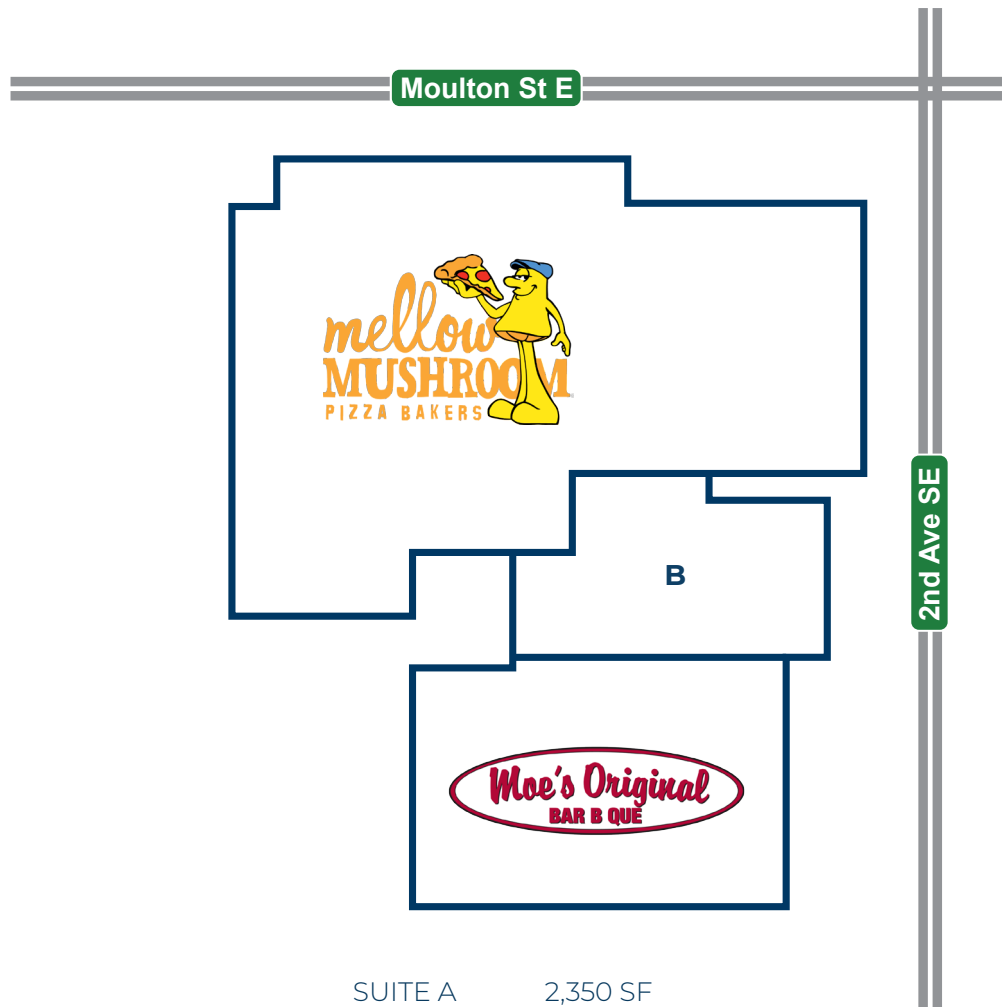 Moulton St E
mellow
MUSHROOM
PIZZA BAKERS
2nd Ave SE
B
Moe's Original
BAR B QUE
SUITE A 2,350 SF